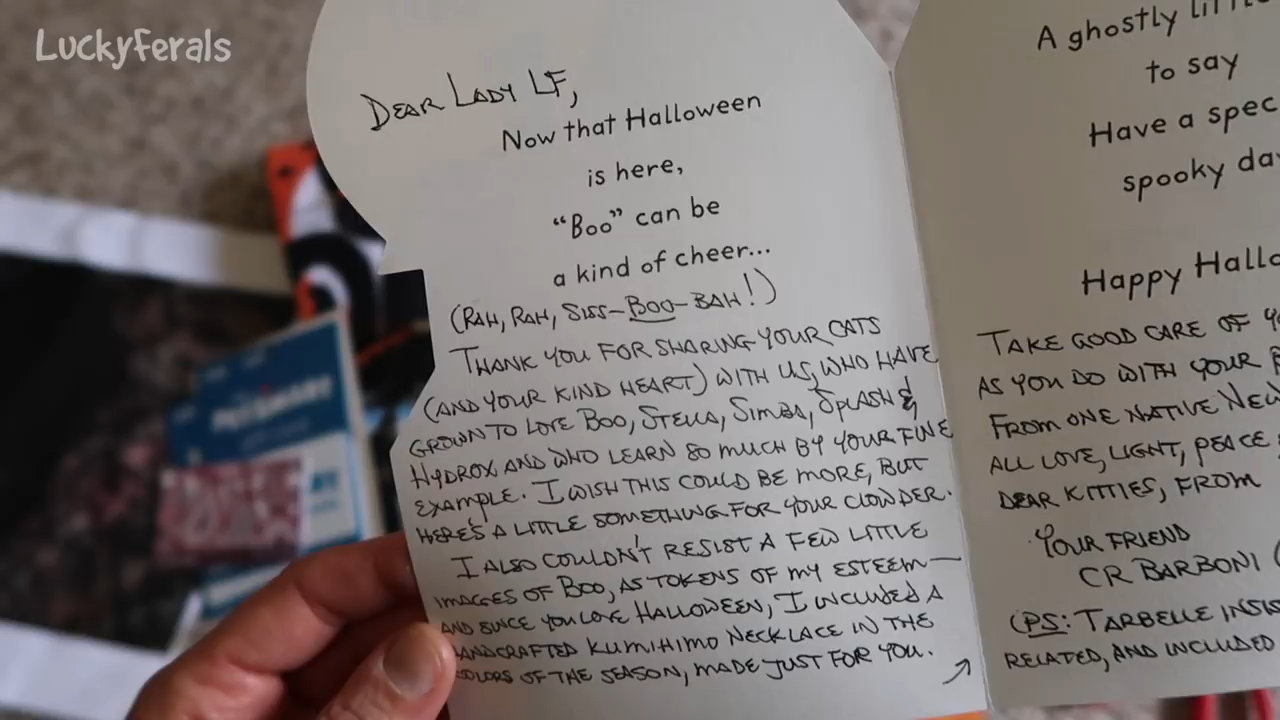 LuckyFerals
DEAR LADY LF,
Now that Halloween
is here,
“Boo” can be
a kind of cheer...
(RAH, RAH, SISS-BOO-BAH!)
THANK YOU FOR SHARING YOUR CATS
(AND YOUR KIND HEART) WITH US, WHO HAVE
GROWN TO LOVE BOO, STELLA, SIMBA, SPLASH &
HYDROX AND WHO LEARN SO MUCH BY YOUR FINE
EXAMPLE. I WISH THIS COULD BE MORE, BUT
HERE'S A LITTLE SOMETHING FOR YOUR CLOWDER.
I ALSO COULDN'T RESIST A FEW LITTLE
IMAGES OF BOO, AS TOKENS OF MY ESTEEM—
AND SINCE YOU LOVE HALLOWEEN, I INCLUDED A
HANDCRAFTED KUMIHIMO NECKLACE IN THE
COLORS OF THE SEASON, MADE JUST FOR YOU.
A ghostly little
to say
Have a spec
spooky da
Happy Hallo
TAKE GOOD CARE OF YO
AS YOU DO WITH YOUR
FROM ONE NATIVE NEW
ALL LOVE, LIGHT, PEACE
DEAR KITTIES, FROM
YOUR FRIEND
CR BARBONI (
(PS: TARBELLE INSIS
RELATED, AND INCLUDED
PETSMART